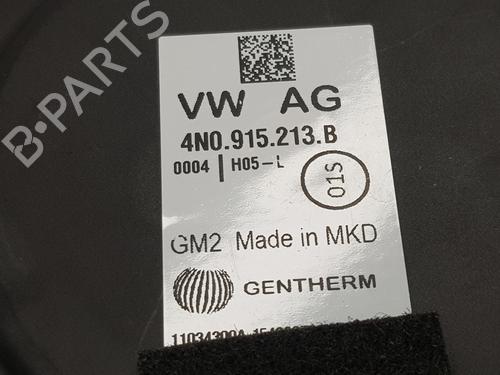 B-PARTS
VW AG
4N0.915.213.B
0004 | H05-L
01S
GM2 Made in MKD
GENTHERM